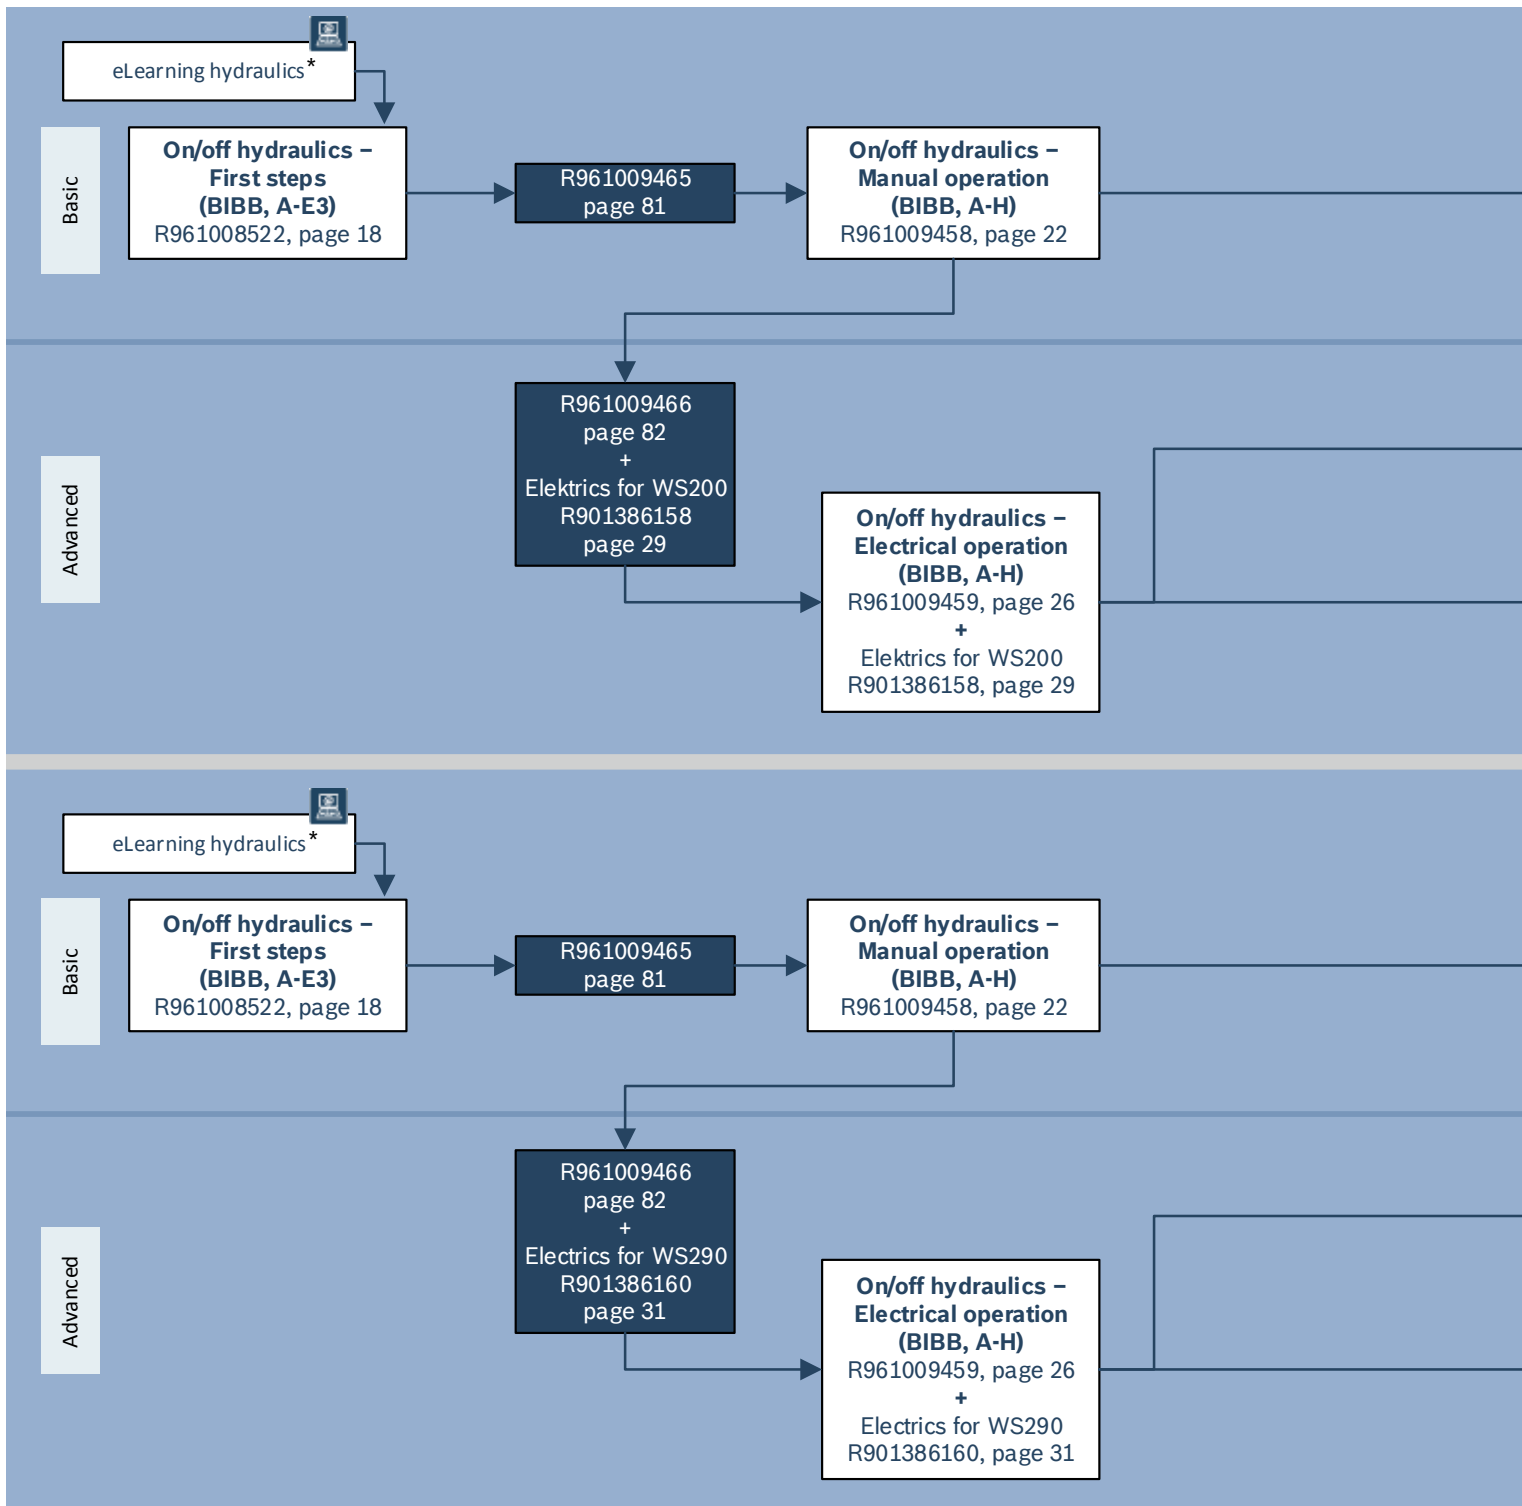 eLearning hydraulics*
Basic
On/off hydraulics –
First steps
(BIBB, A-E3)
R961008522, page 18
R961009465
page 81
On/off hydraulics –
Manual operation
(BIBB, A-H)
R961009458, page 22
Advanced
R961009466
page 82
+
Elektrics for WS200
R901386158
page 29
On/off hydraulics –
Electrical operation
(BIBB, A-H)
R961009459, page 26
+
Elektrics for WS200
R901386158, page 29
eLearning hydraulics*
Basic
On/off hydraulics –
First steps
(BIBB, A-E3)
R961008522, page 18
R961009465
page 81
On/off hydraulics –
Manual operation
(BIBB, A-H)
R961009458, page 22
Advanced
R961009466
page 82
+
Electrics for WS290
R901386160
page 31
On/off hydraulics –
Electrical operation
(BIBB, A-H)
R961009459, page 26
+
Electrics for WS290
R901386160, page 31